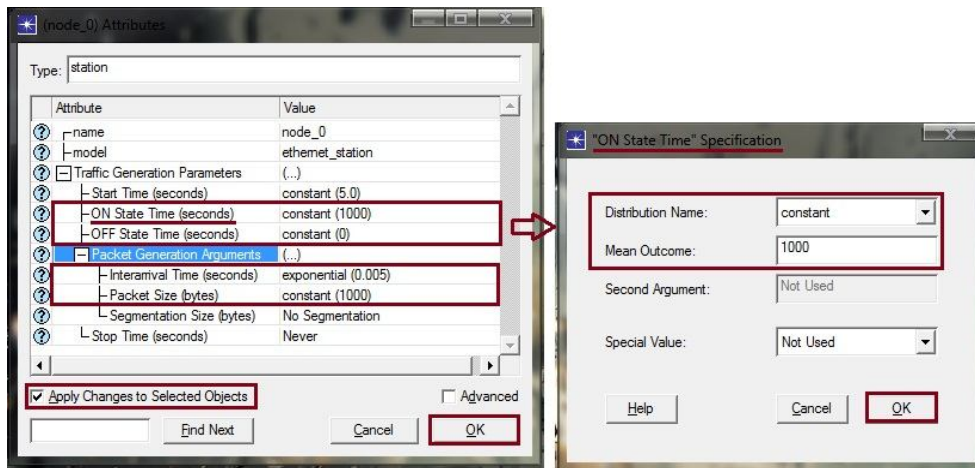 (node_0) Attributes
Type: station
Attribute Value
name node_0
model ethernet_station
Traffic Generation Parameters (...)
Start Time (seconds) constant (5.0)
ON State Time (seconds) constant (1000)
OFF State Time (seconds) constant (0)
Packet Generation Arguments (...)
Interarrival Time (seconds) exponential (0.005)
Packet Size (bytes) constant (1000)
Segmentation Size (bytes) No Segmentation
Stop Time (seconds) Never
Apply Changes to Selected Objects Advanced
Find Next Cancel OK
"ON State Time" Specification
Distribution Name: constant
Mean Outcome: 1000
Second Argument: Not Used
Special Value: Not Used
Help Cancel OK